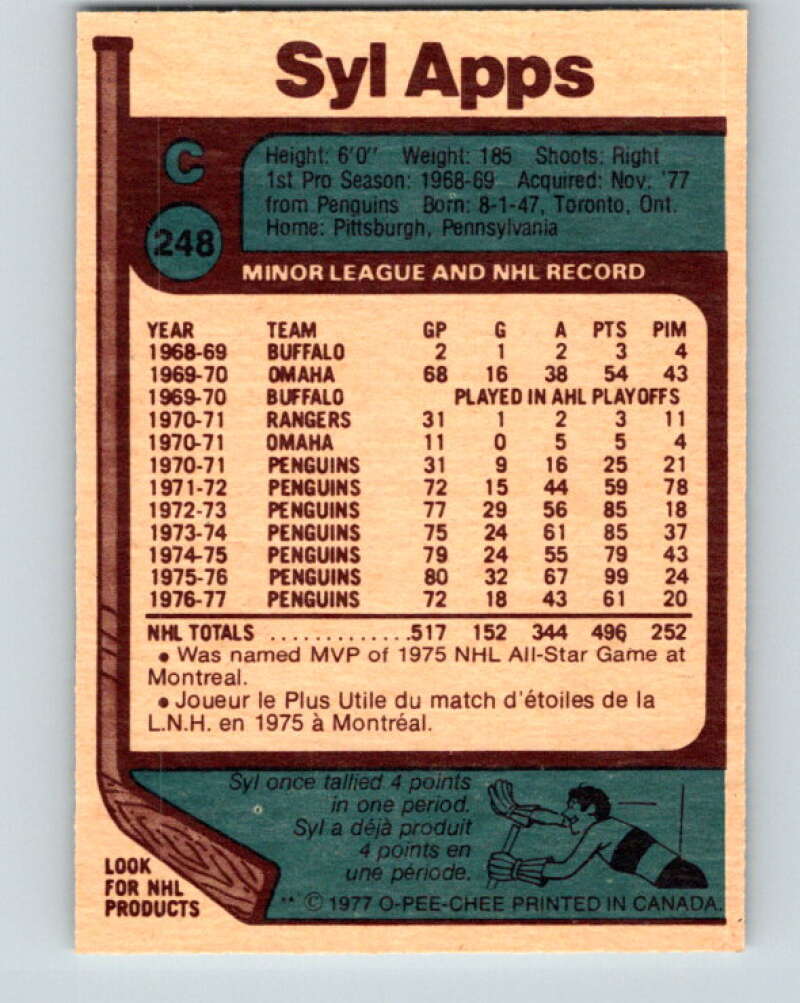 Syl Apps
C
248
Height: 6'0" Weight: 185 Shoots: Right
1st Pro Season: 1968-69 Acquired: Nov. '77
from Penguins Born: 8-1-47, Toronto, Ont.
Home: Pittsburgh, Pennsylvania
MINOR LEAGUE AND NHL RECORD
YEAR TEAM GP G A PTS PIM
1968-69 BUFFALO 2 1 2 3 4
1969-70 OMAHA 68 16 38 54 43
1969-70 BUFFALO PLAYED IN AHL PLAYOFFS
1970-71 RANGERS 31 1 2 3 11
1970-71 OMAHA 11 0 5 5 4
1970-71 PENGUINS 31 9 16 25 21
1971-72 PENGUINS 72 15 44 59 78
1972-73 PENGUINS 77 29 56 85 18
1973-74 PENGUINS 75 24 61 85 37
1974-75 PENGUINS 79 24 55 79 43
1975-76 PENGUINS 80 32 67 99 24
1976-77 PENGUINS 72 18 43 61 20
NHL TOTALS ............517 152 344 496 252
• Was named MVP of 1975 NHL All-Star Game at
Montreal.
• Joueur le Plus Utile du match d'étoiles de la
L.N.H. en 1975 à Montréal.
Syl once tallied 4 points
in one period.
Syl a déjà produit
4 points en
une période.
LOOK
FOR NHL
PRODUCTS
** © 1977 O-PEE-CHEE PRINTED IN CANADA.